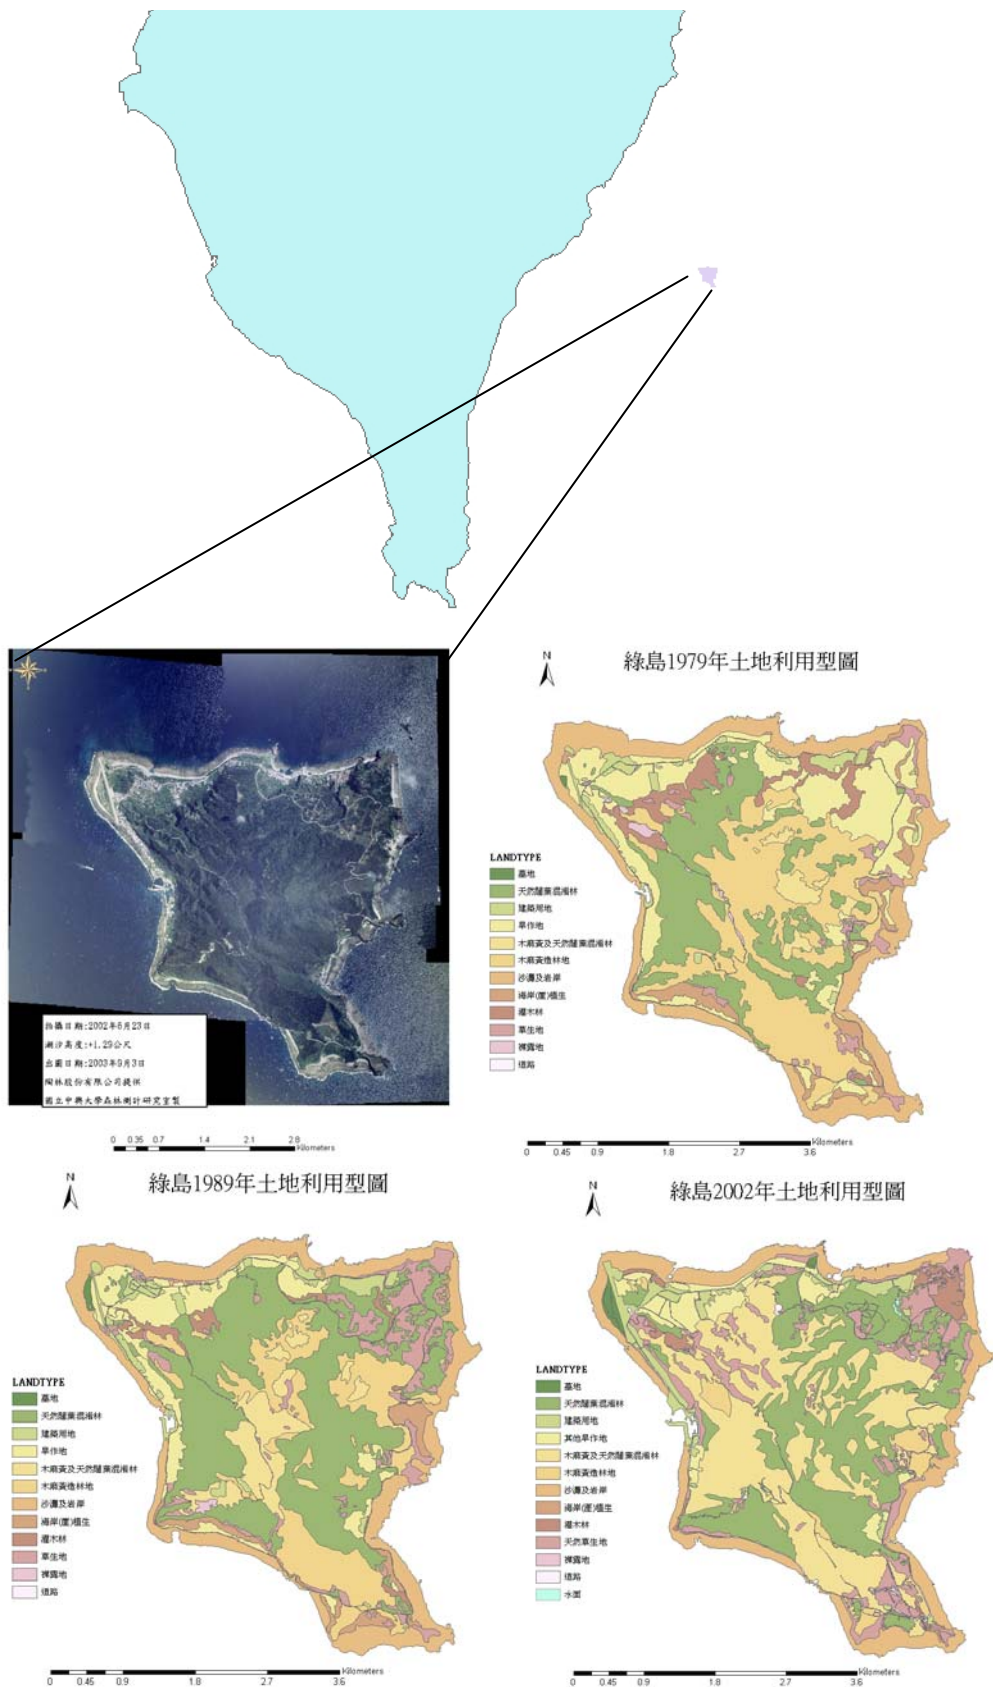 N
綠島1979年土地利用型圖
LANDTYPE
墓地
天然闊葉混淆林
建築用地
旱作地
木麻黃及天然闊葉混淆林
木麻黃造林地
沙灘及岩岸
海岸(崖)植生
灌木林
草生地
裸露地
道路
0 0.45 0.9 1.8 2.7 3.6
Kilometers
拍攝日期:2002年6月23日
潮汐高度:+1.29公尺
出圖日期:2003年9月3日
陶林股份有限公司提供
國立中興大學森林測計研究室製
0 0.35 0.7 1.4 2.1 2.8
Kilometers
N
綠島1989年土地利用型圖
LANDTYPE
墓地
天然闊葉混淆林
建築用地
旱作地
木麻黃及天然闊葉混淆林
木麻黃造林地
沙灘及岩岸
海岸(崖)植生
灌木林
草生地
裸露地
道路
0 0.45 0.9 1.8 2.7 3.6
Kilometers
N
綠島2002年土地利用型圖
LANDTYPE
墓地
天然闊葉混淆林
建築用地
其他旱作地
木麻黃及天然闊葉混淆林
木麻黃造林地
沙灘及岩岸
海岸(崖)植生
灌木林
天然草生地
裸露地
道路
水面
0 0.45 0.9 1.8 2.7 3.6
Kilometers